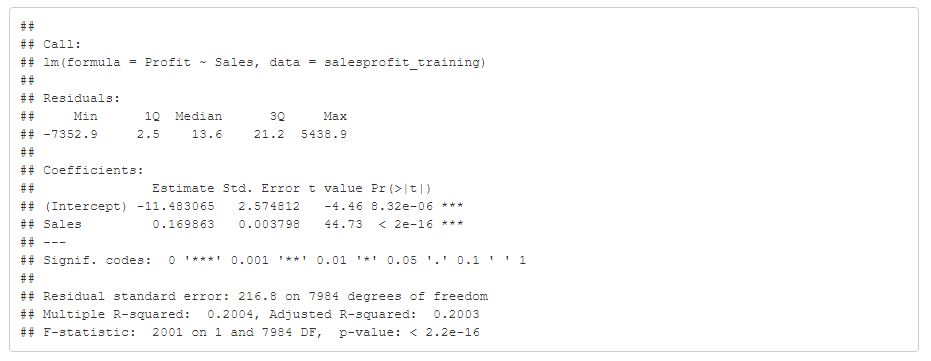 ##
## Call:
## lm(formula = Profit ~ Sales, data = salesprofit_training)
##
## Residuals:
##     Min      1Q  Median      3Q     Max
## -7352.9     2.5    13.6    21.2  5438.9
##
## Coefficients:
##               Estimate Std. Error t value Pr(>|t|)
## (Intercept) -11.483065   2.574812   -4.46 8.32e-06 ***
## Sales         0.169863   0.003798   44.73  < 2e-16 ***
## ---
## Signif. codes:  0 '***' 0.001 '**' 0.01 '*' 0.05 '.' 0.1 ' ' 1
##
## Residual standard error: 216.8 on 7984 degrees of freedom
## Multiple R-squared:  0.2004, Adjusted R-squared:  0.2003
## F-statistic:  2001 on 1 and 7984 DF,  p-value: < 2.2e-16